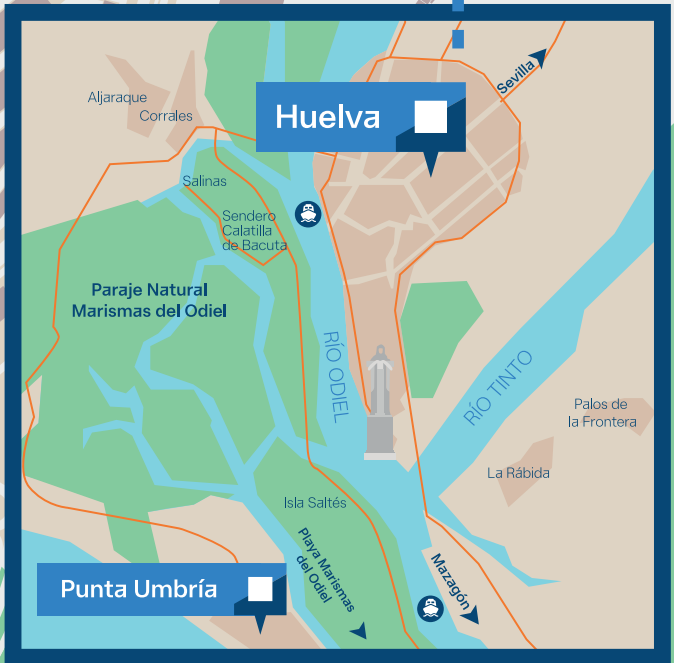 Sevilla
Aljaraque
Corrales
Huelva
Salinas
Sendero
Calatilla
de Bacuta
Paraje Natural
Marismas del Odiel
RÍO ODIEL
RÍO TINTO
Palos de
la Frontera
La Rábida
Isla Saltés
Playa Marismas
del Odiel
Mazagón
Punta Umbría